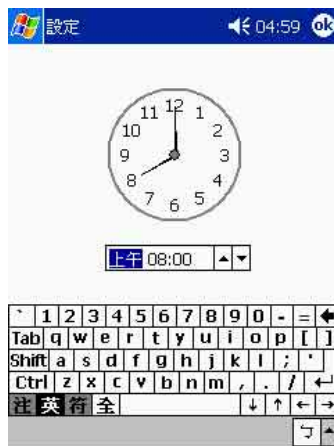 設定 04:59 ok
12
11 1
10 2
9 3
8 4
7 5
6
上午 08:00
` 1 2 3 4 5 6 7 8 9 0 - =
Tab q w e r t y u i o p [ ]
Shift a s d f g h j k l ; '
Ctrl z x c v b n m , . /
注 英 符 全 ↓ ↑ ← →
ㄅ